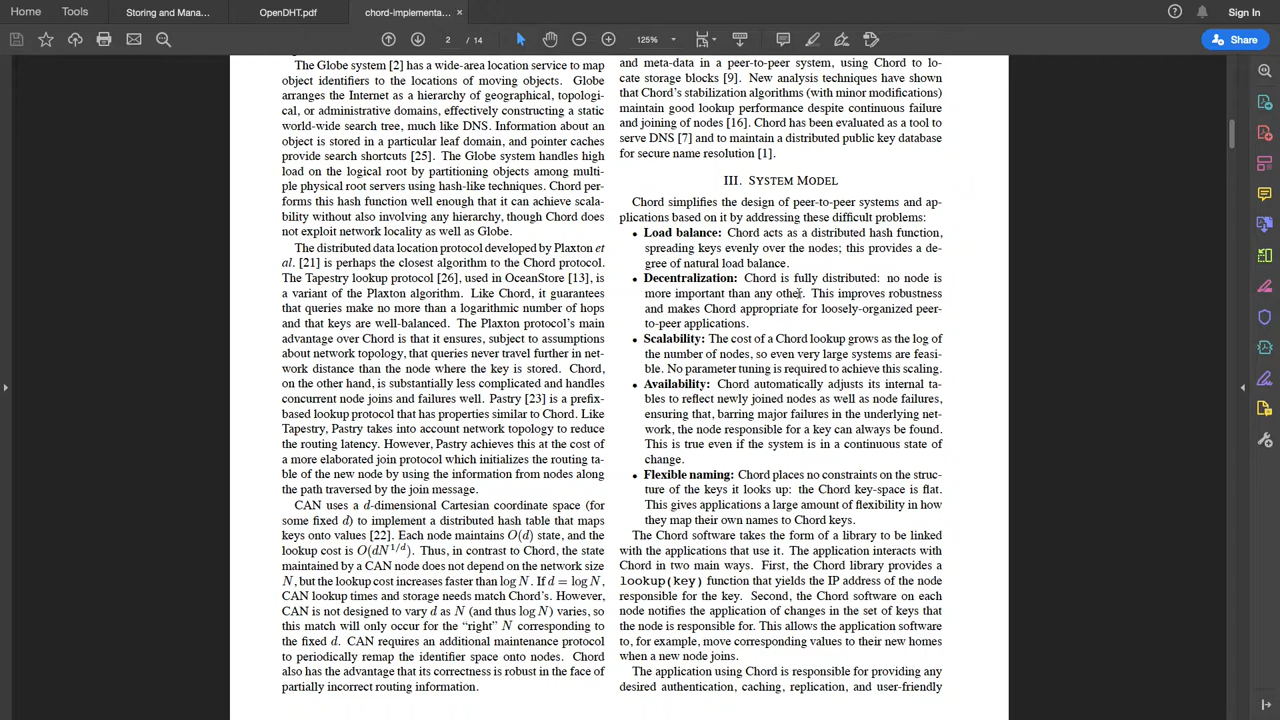 Home
Tools
Storing and Mana...
OpenDHT.pdf
chord-implementa...
×
Sign In
2 / 14
125%
Share
The Globe system [2] has a wide-area location service to map
object identifiers to the locations of moving objects. Globe
arranges the Internet as a hierarchy of geographical, topologi-
cal, or administrative domains, effectively constructing a static
world-wide search tree, much like DNS. Information about an
object is stored in a particular leaf domain, and pointer caches
provide search shortcuts [25]. The Globe system handles high
load on the logical root by partitioning objects among multi-
ple physical root servers using hash-like techniques. Chord per-
forms this hash function well enough that it can achieve scala-
bility without also involving any hierarchy, though Chord does
not exploit network locality as well as Globe.
The distributed data location protocol developed by Plaxton et
al. [21] is perhaps the closest algorithm to the Chord protocol.
The Tapestry lookup protocol [26], used in OceanStore [13], is
a variant of the Plaxton algorithm. Like Chord, it guarantees
that queries make no more than a logarithmic number of hops
and that keys are well-balanced. The Plaxton protocol's main
advantage over Chord is that it ensures, subject to assumptions
about network topology, that queries never travel further in net-
work distance than the node where the key is stored. Chord,
on the other hand, is substantially less complicated and handles
concurrent node joins and failures well. Pastry [23] is a prefix-
based lookup protocol that has properties similar to Chord. Like
Tapestry, Pastry takes into account network topology to reduce
the routing latency. However, Pastry achieves this at the cost of
a more elaborated join protocol which initializes the routing ta-
ble of the new node by using the information from nodes along
the path traversed by the join message.
CAN uses a d-dimensional Cartesian coordinate space (for
some fixed d) to implement a distributed hash table that maps
keys onto values [22]. Each node maintains O(d) state, and the
lookup cost is O(dN^{1/d}). Thus, in contrast to Chord, the state
maintained by a CAN node does not depend on the network size
N, but the lookup cost increases faster than log N. If d = log N,
CAN lookup times and storage needs match Chord's. However,
CAN is not designed to vary d as N (and thus log N) varies, so
this match will only occur for the "right" N corresponding to
the fixed d. CAN requires an additional maintenance protocol
to periodically remap the identifier space onto nodes. Chord
also has the advantage that its correctness is robust in the face of
partially incorrect routing information.
and meta-data in a peer-to-peer system, using Chord to lo-
cate storage blocks [9]. New analysis techniques have shown
that Chord's stabilization algorithms (with minor modifications)
maintain good lookup performance despite continuous failure
and joining of nodes [16]. Chord has been evaluated as a tool to
serve DNS [7] and to maintain a distributed public key database
for secure name resolution [1].
III. SYSTEM MODEL
Chord simplifies the design of peer-to-peer systems and ap-
plications based on it by addressing these difficult problems:
• Load balance: Chord acts as a distributed hash function,
spreading keys evenly over the nodes; this provides a de-
gree of natural load balance.
• Decentralization: Chord is fully distributed: no node is
more important than any other. This improves robustness
and makes Chord appropriate for loosely-organized peer-
to-peer applications.
• Scalability: The cost of a Chord lookup grows as the log of
the number of nodes, so even very large systems are feasi-
ble. No parameter tuning is required to achieve this scaling.
• Availability: Chord automatically adjusts its internal ta-
bles to reflect newly joined nodes as well as node failures,
ensuring that, barring major failures in the underlying net-
work, the node responsible for a key can always be found.
This is true even if the system is in a continuous state of
change.
• Flexible naming: Chord places no constraints on the struc-
ture of the keys it looks up: the Chord key-space is flat.
This gives applications a large amount of flexibility in how
they map their own names to Chord keys.
The Chord software takes the form of a library to be linked
with the applications that use it. The application interacts with
Chord in two main ways. First, the Chord library provides a
lookup(key) function that yields the IP address of the node
responsible for the key. Second, the Chord software on each
node notifies the application of changes in the set of keys that
the node is responsible for. This allows the application software
to, for example, move corresponding values to their new homes
when a new node joins.
The application using Chord is responsible for providing any
desired authentication, caching, replication, and user-friendly